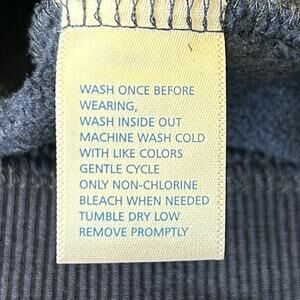 WASH ONCE BEFORE
WEARING,
WASH INSIDE OUT
MACHINE WASH COLD
WITH LIKE COLORS
GENTLE CYCLE
ONLY NON-CHLORINE
BLEACH WHEN NEEDED
TUMBLE DRY LOW
REMOVE PROMPTLY